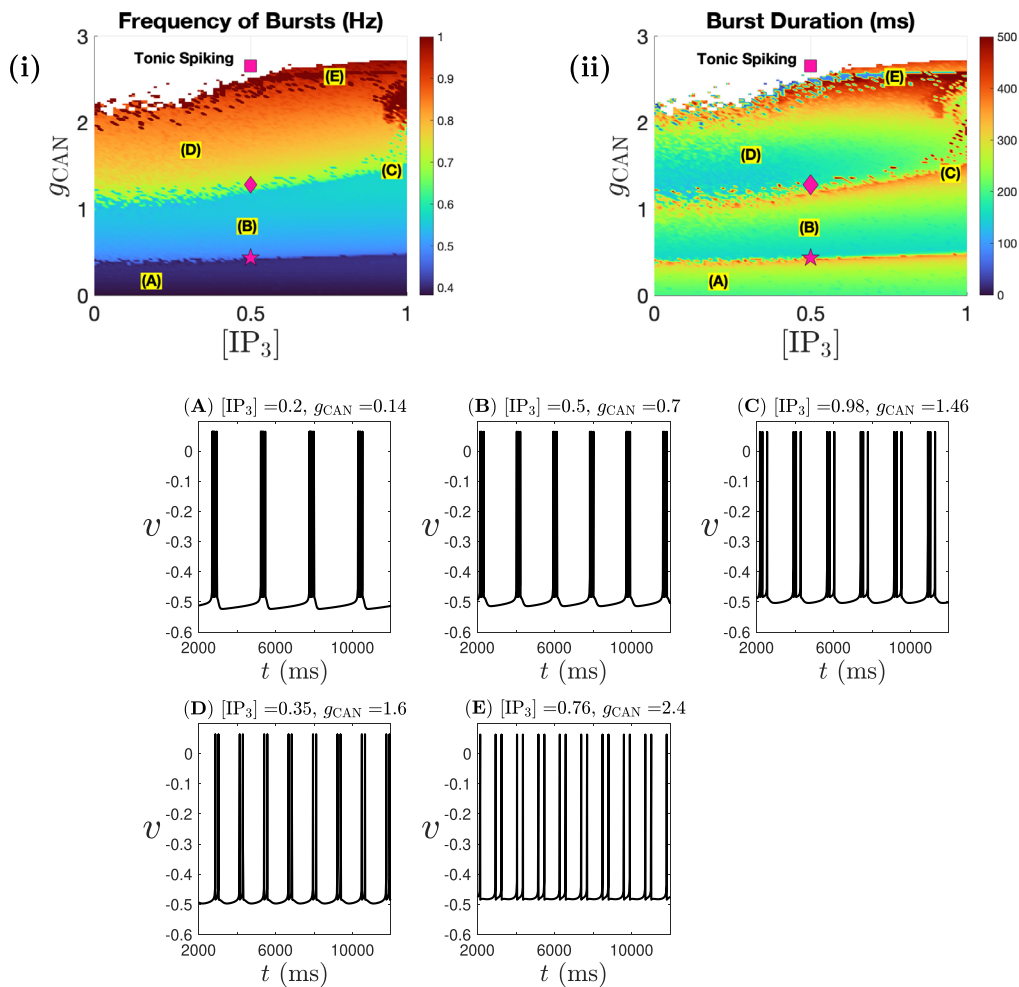 Frequency of Bursts (Hz)
Burst Duration (ms)
(i)
(ii)
3
2
1
0
g_CAN
Tonic Spiking
(E)
(D)
(C)
(B)
(A)
0
0.5
1
[IP₃]
1
0.9
0.8
0.7
0.6
0.5
0.4
3
2
1
0
g_CAN
Tonic Spiking
(E)
(D)
(C)
(B)
(A)
0
0.5
1
[IP₃]
500
400
300
200
100
0
(A) [IP₃] =0.2, g_CAN =0.14
0
-0.1
-0.2
-0.3
-0.4
-0.5
-0.6
v
2000 6000 10000
t (ms)
(B) [IP₃] =0.5, g_CAN =0.7
0
-0.1
-0.2
-0.3
-0.4
-0.5
-0.6
v
2000 6000 10000
t (ms)
(C) [IP₃] =0.98, g_CAN =1.46
0
-0.1
-0.2
-0.3
-0.4
-0.5
-0.6
v
2000 6000 10000
t (ms)
(D) [IP₃] =0.35, g_CAN =1.6
0
-0.1
-0.2
-0.3
-0.4
-0.5
-0.6
v
2000 6000 10000
t (ms)
(E) [IP₃] =0.76, g_CAN =2.4
0
-0.1
-0.2
-0.3
-0.4
-0.5
-0.6
v
2000 6000 10000
t (ms)